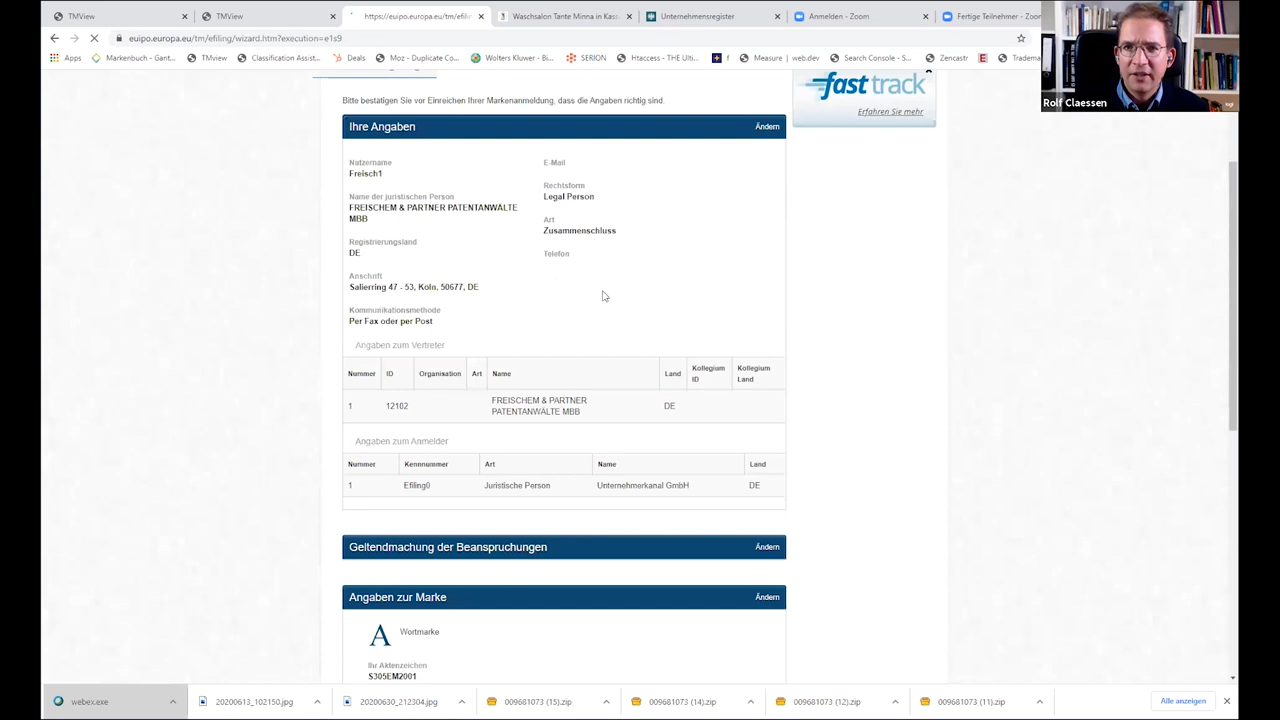 TMView
TMView
https://euipo.europa.eu/tm/efilin
Waschsalon Tante Minna in Kass
Unternehmensregister
Anmelden - Zoom
Fertige Teilnehmer - Zoom
euipo.europa.eu/tm/efiling/wizard.htm?execution=e1s9
Apps
Markenbuch - Gant...
TMview
Classification Assist...
Deals
Moz - Duplicate Co...
Wolters Kluwer - Bi...
SERION
Htaccess - THE Ulti...
Measure | web.dev
Search Console - S...
Zencastr
Tradema
Rolf Claessen
fast track
Erfahren Sie mehr
Bitte bestätigen Sie vor Einreichen Ihrer Markenanmeldung, dass die Angaben richtig sind.
Ihre Angaben
Ändern
Nutzername
Freisch1
Name der juristischen Person
FREISCHEM & PARTNER PATENTANWÄLTE
MBB
Registrierungsland
DE
Anschrift
Salierring 47 - 53, Köln, 50677, DE
Kommunikationsmethode
Per Fax oder per Post
E-Mail
Rechtsform
Legal Person
Art
Zusammenschluss
Telefon
Angaben zum Vertreter
Nummer ID Organisation Art Name Land Kollegium ID Kollegium Land
1 12102 FREISCHEM & PARTNER PATENTANWÄLTE MBB DE
Angaben zum Anmelder
Nummer Kennnummer Art Name Land
1 Efiling0 Juristische Person Unternehmerkanal GmbH DE
Geltendmachung der Beanspruchungen
Ändern
Angaben zur Marke
Ändern
A Wortmarke
Ihr Aktenzeichen
S305EM2001
webex.exe
20200613_102150.jpg
20200630_212304.jpg
009681073 (15).zip
009681073 (14).zip
009681073 (12).zip
009681073 (11).zip
Alle anzeigen